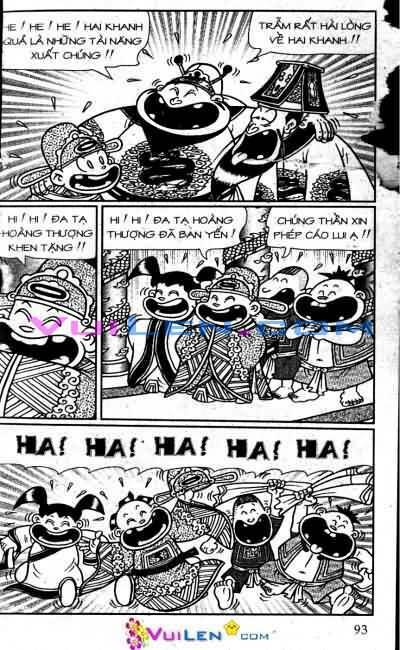 HE! HE! HE! HAI KHANH
QUẢ LÀ NHỮNG TÀI NĂNG
XUẤT CHÚNG!!
TRẪM RẤT HÀI LÒNG
VỀ HAI KHANH!!
HI! HI! ĐA TẠ
HOÀNG THƯỢNG
KHEN TẶNG!!
HI! HI! ĐA TẠ HOÀNG
THƯỢNG ĐÃ BAN YẾN!
CHÚNG THẦN XIN
PHÉP CÁO LUI Ạ!
VuiLen.com
HA! HA! HA! HA! HA!
93
VuiLen.com